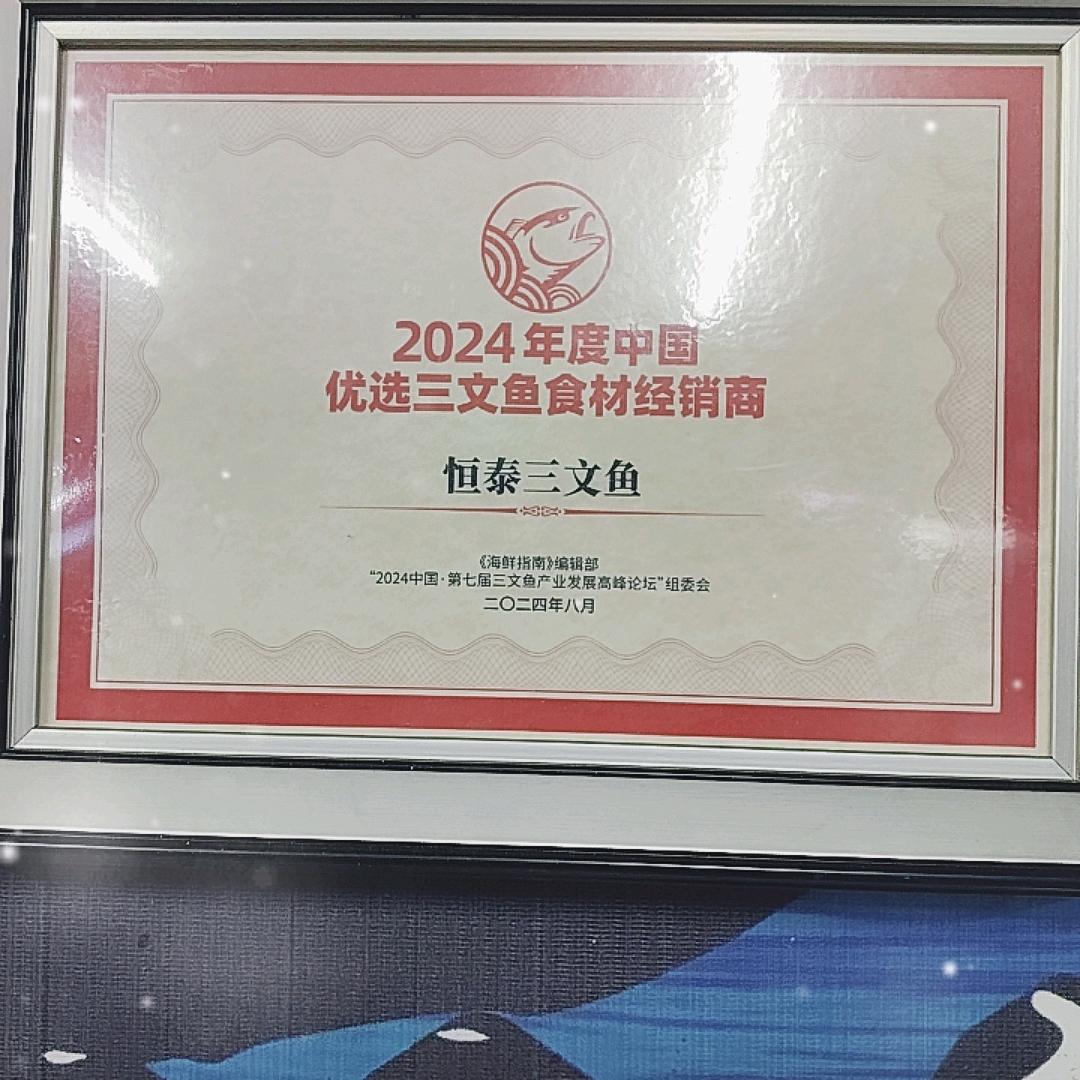 2024年度中国
优选三文鱼食材经销商
恒泰三文鱼
《海鲜指南》编辑部
“2024中国·第七届三文鱼产业发展高峰论坛”组委会
二〇二四年八月